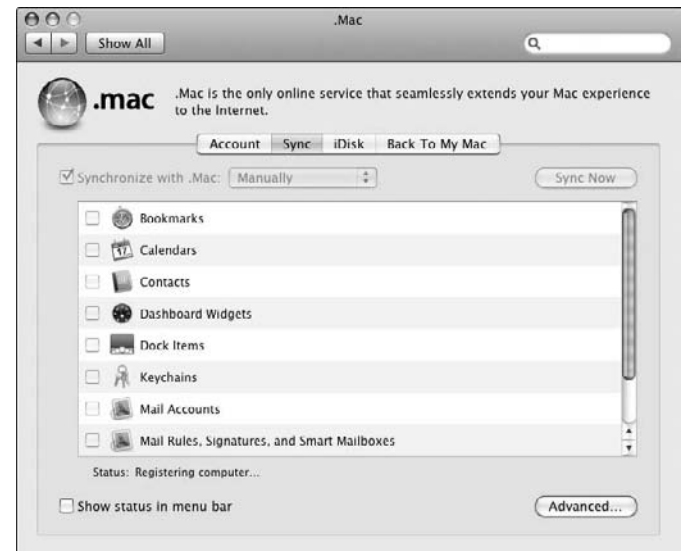 .Mac
Show All
.mac
.Mac is the only online service that seamlessly extends your Mac experience
to the Internet.
Account Sync iDisk Back To My Mac
Synchronize with .Mac: Manually Sync Now
Bookmarks
17 Calendars
Contacts
Dashboard Widgets
Dock Items
Keychains
Mail Accounts
Mail Rules, Signatures, and Smart Mailboxes
Status: Registering computer...
Show status in menu bar Advanced...